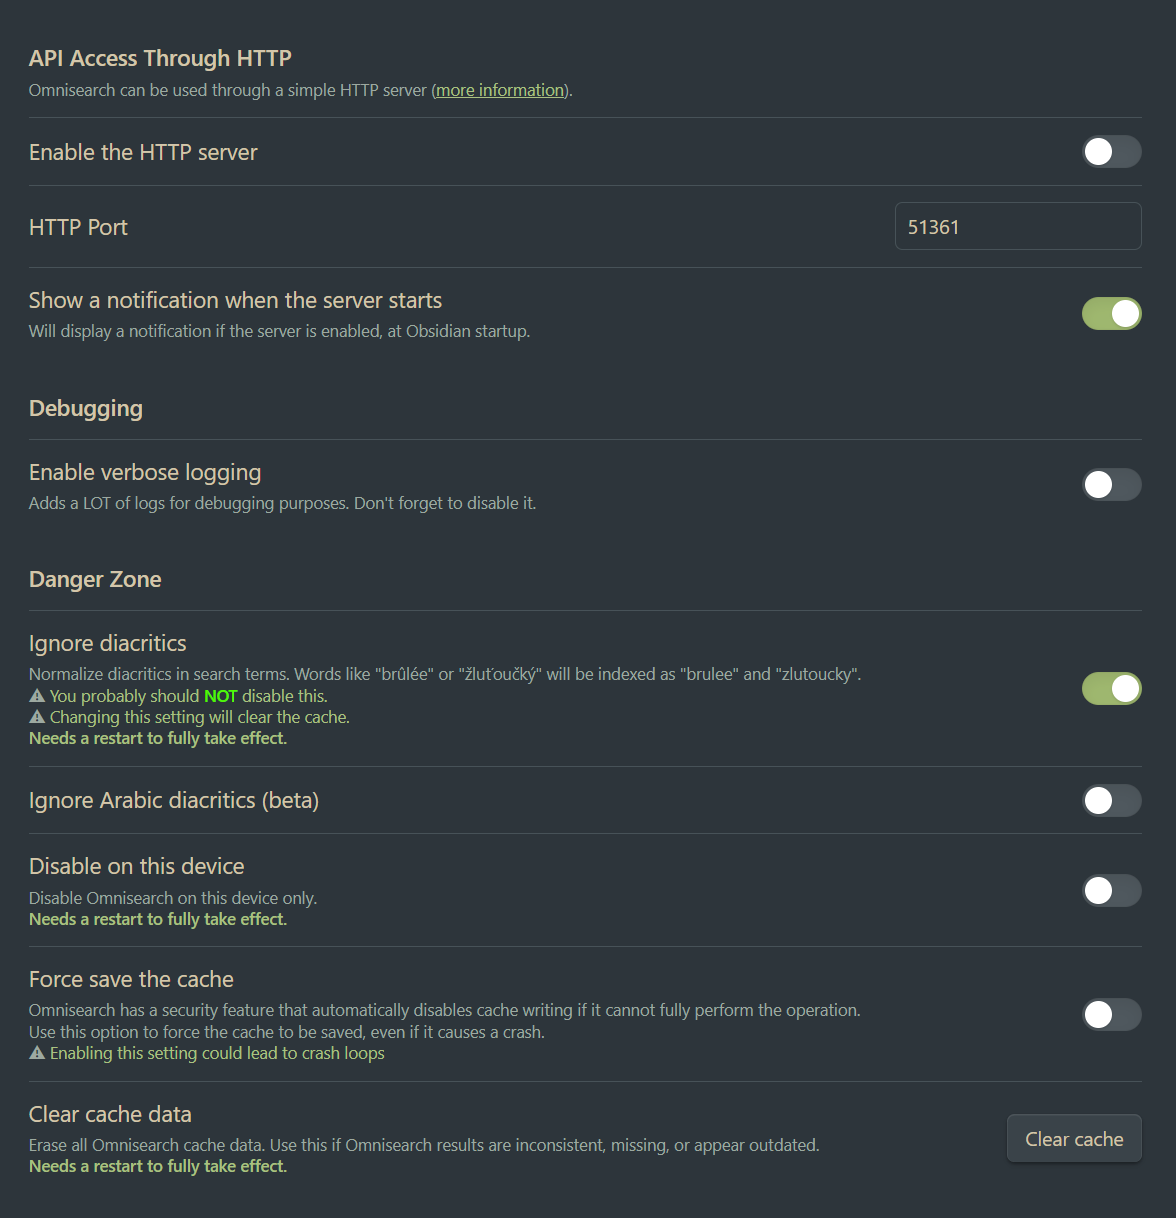 API Access Through HTTP
Omnisearch can be used through a simple HTTP server (more information).
Enable the HTTP server
HTTP Port
51361
Show a notification when the server starts
Will display a notification if the server is enabled, at Obsidian startup.
Debugging
Enable verbose logging
Adds a LOT of logs for debugging purposes. Don't forget to disable it.
Danger Zone
Ignore diacritics
Normalize diacritics in search terms. Words like "brûlée" or "žluťoučký" will be indexed as "brulee" and "zlutoucky".
⚠ You probably should NOT disable this.
⚠ Changing this setting will clear the cache.
Needs a restart to fully take effect.
Ignore Arabic diacritics (beta)
Disable on this device
Disable Omnisearch on this device only.
Needs a restart to fully take effect.
Force save the cache
Omnisearch has a security feature that automatically disables cache writing if it cannot fully perform the operation.
Use this option to force the cache to be saved, even if it causes a crash.
⚠ Enabling this setting could lead to crash loops
Clear cache data
Erase all Omnisearch cache data. Use this if Omnisearch results are inconsistent, missing, or appear outdated.
Needs a restart to fully take effect.
Clear cache